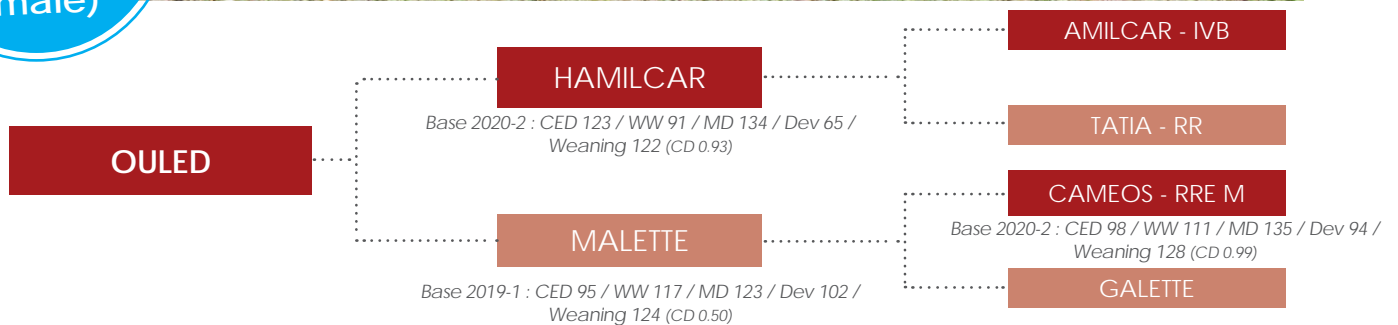 male)
AMILCAR - IVB
HAMILCAR
Base 2020-2 : CED 123 / WW 91 / MD 134 / Dev 65 /
Weaning 122 (CD 0.93)
TATIA - RR
OULED
CAMEOS - RRE M
Base 2020-2 : CED 98 / WW 111 / MD 135 / Dev 94 /
Weaning 128 (CD 0.99)
MALETTE
Base 2019-1 : CED 95 / WW 117 / MD 123 / Dev 102 /
Weaning 124 (CD 0.50)
GALETTE